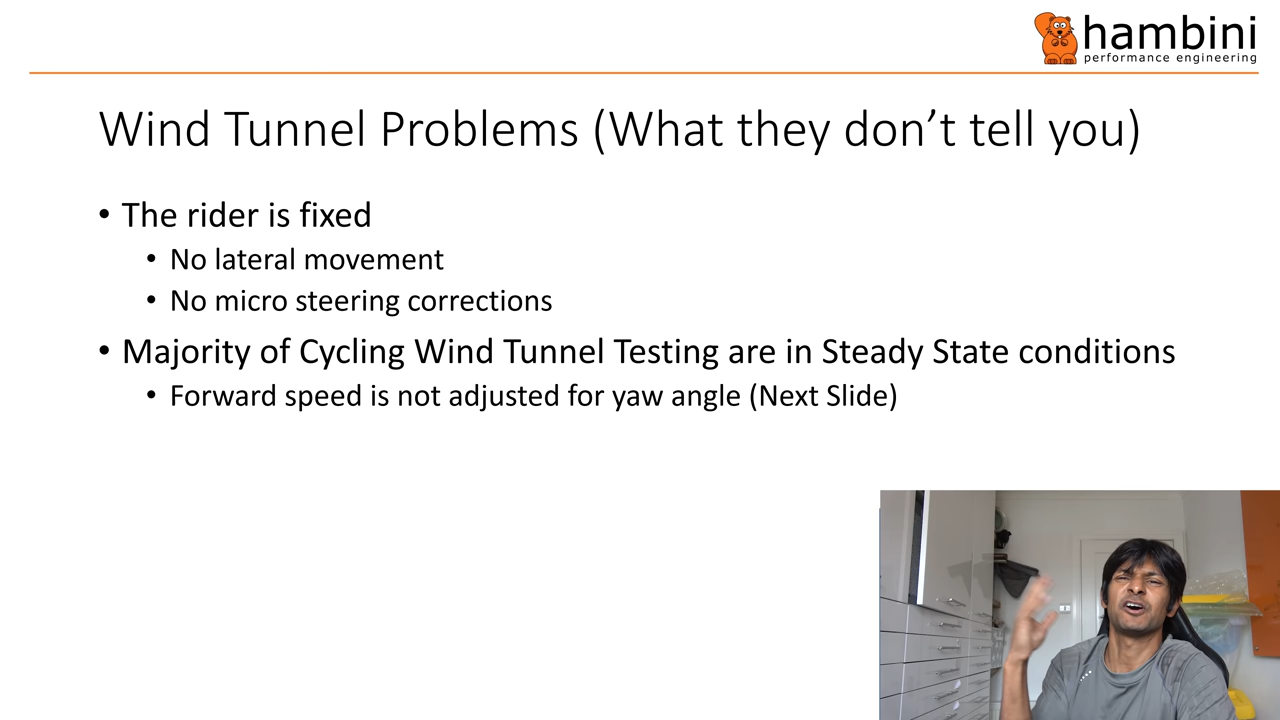 hambini
performance engineering
Wind Tunnel Problems (What they don’t tell you)
• The rider is fixed
• No lateral movement
• No micro steering corrections
• Majority of Cycling Wind Tunnel Testing are in Steady State conditions
• Forward speed is not adjusted for yaw angle (Next Slide)